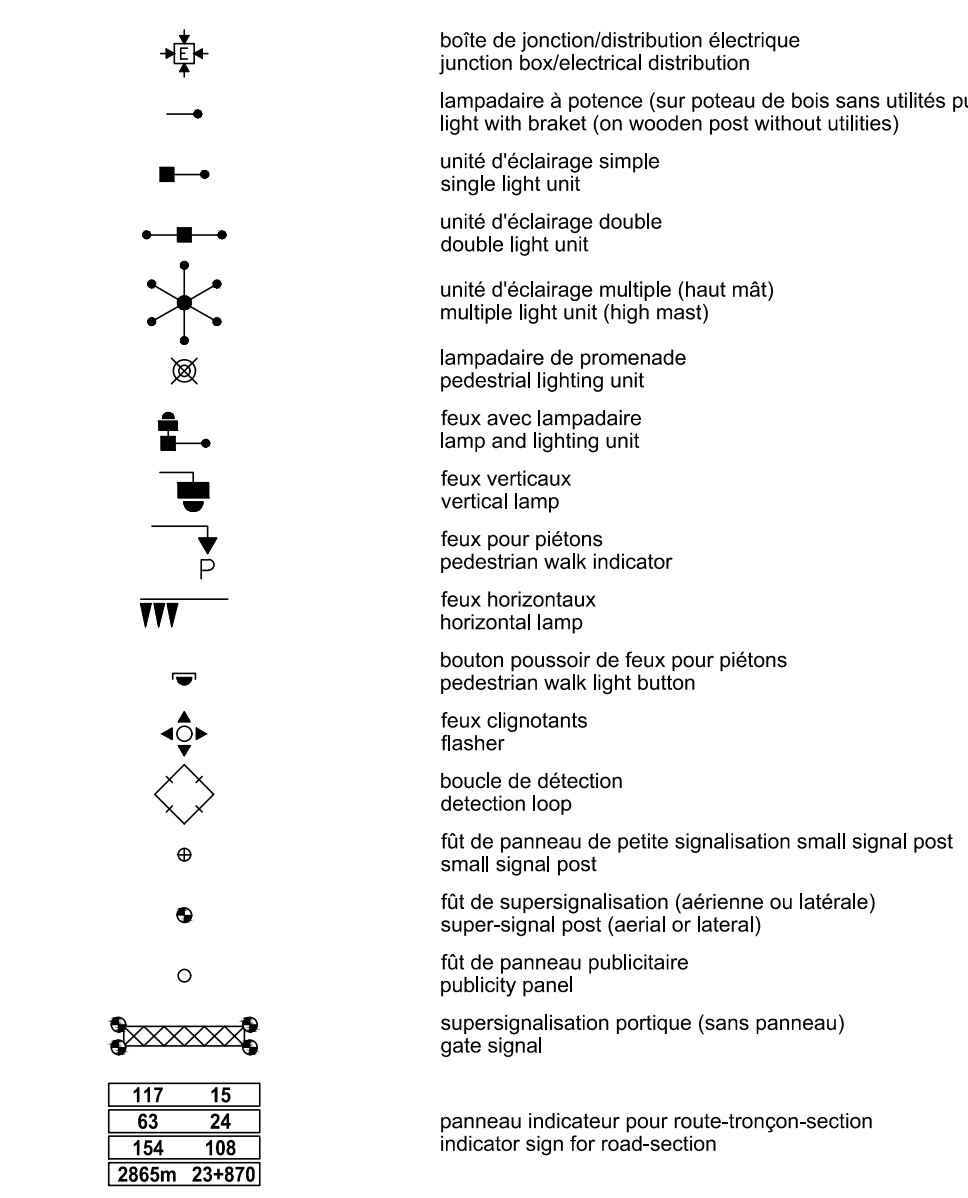 E
boîte de jonction/distribution électrique
junction box/electrical distribution
lampadaire à potence (sur poteau de bois sans utilités
light with braket (on wooden post without utilities)
unité d'éclairage simple
single light unit
unité d'éclairage double
double light unit
unité d'éclairage multiple (haut mât)
multiple light unit (high mast)
lampadaire de promenade
pedestrial lighting unit
feux avec lampadaire
lamp and lighting unit
feux verticaux
vertical lamp
feux pour piétons
pedestrian walk indicator
P
feux horizontaux
horizontal lamp
bouton poussoir de feux pour piétons
pedestrian walk light button
feux clignotants
flasher
boucle de détection
detection loop
fût de panneau de petite signalisation small signal post
small signal post
fût de supersignalisation (aérienne ou latérale)
super-signal post (aerial or lateral)
fût de panneau publicitaire
publicity panel
supersignalisation portique (sans panneau)
gate signal
117 15
63 24
154 108
2865m 23+870
panneau indicateur pour route-tronçon-section
indicator sign for road-section